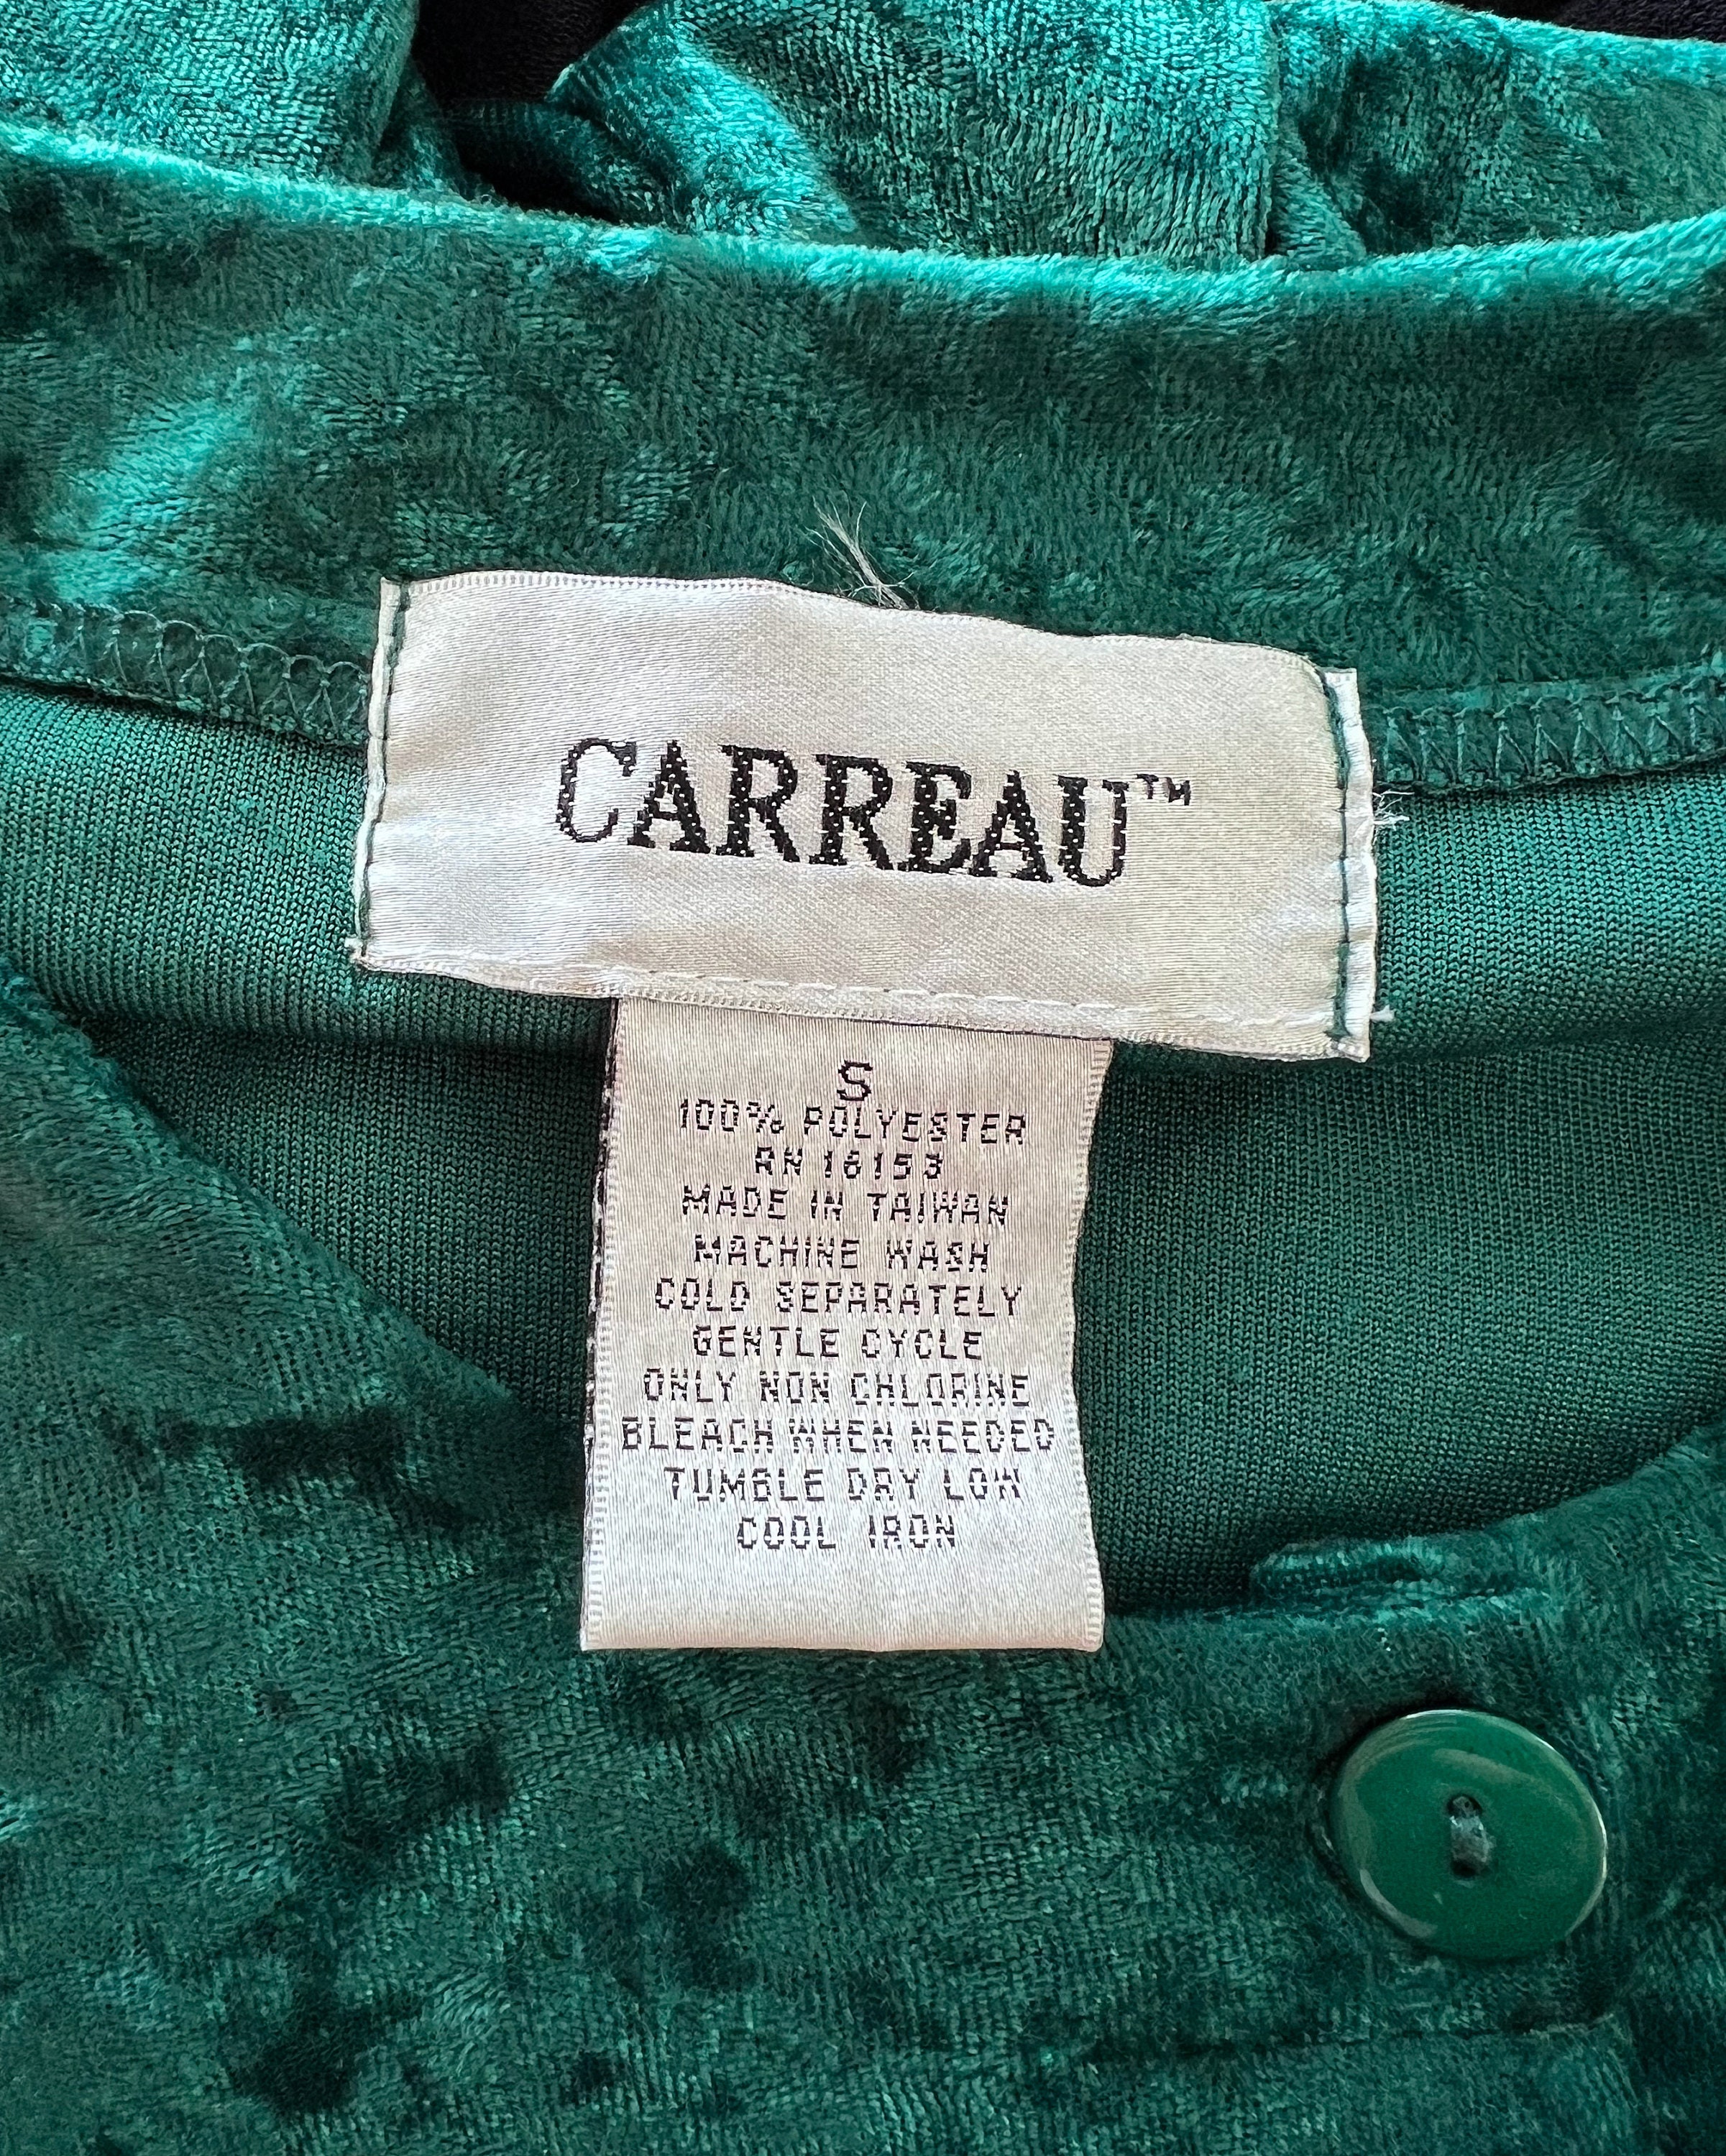 CARREAU™
S
100% POLYESTER
RN 16153
MADE IN TAIWAN
MACHINE WASH
COLD SEPARATELY
GENTLE CYCLE
ONLY NON CHLORINE
BLEACH WHEN NEEDED
TUMBLE DRY LOW
COOL IRON